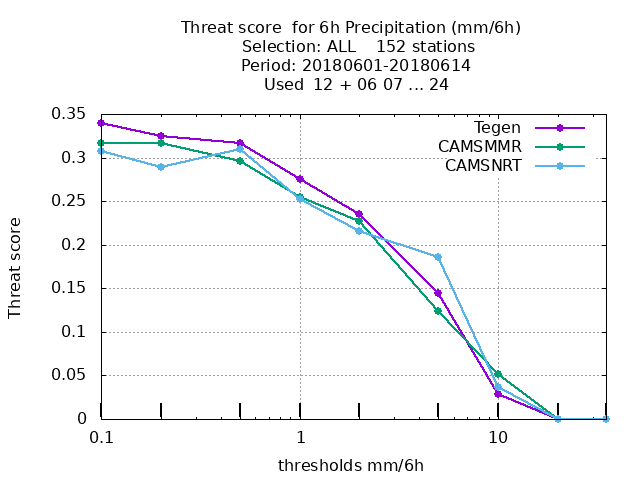 Threat score  for 6h Precipitation (mm/6h)
Selection: ALL    152 stations
Period: 20180601-20180614
Used  12 + 06 07 ... 24
Tegen
CAMSMMR
CAMSNRT
0.35
0.3
0.25
0.2
0.15
0.1
0.05
0
Threat score
0.1 1 10
thresholds mm/6h